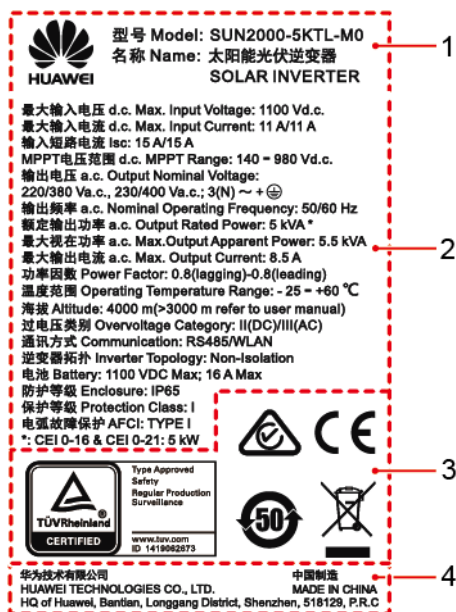 HUAWEI
型号 Model: SUN2000-5KTL-M0
名称 Name: 太阳能光伏逆变器
SOLAR INVERTER
1
最大输入电压 d.c. Max. Input Voltage: 1100 Vd.c.
最大输入电流 d.c. Max. Input Current: 11 A/11 A
输入短路电流 Isc: 15 A/15 A
MPPT电压范围 d.c. MPPT Range: 140 - 980 Vd.c.
输出电压 a.c. Output Nominal Voltage:
220/380 Va.c., 230/400 Va.c.; 3(N) ~ +
输出频率 a.c. Nominal Operating Frequency: 50/60 Hz
额定输出功率 a.c. Output Rated Power: 5 kVA *
最大视在功率 a.c. Max.Output Apparent Power: 5.5 kVA
最大输出电流 a.c. Max. Output Current: 8.5 A
功率因数 Power Factor: 0.8(lagging)-0.8(leading)
温度范围 Operating Temperature Range: - 25 - +60 ℃
海拔 Altitude: 4000 m(>3000 m refer to user manual)
过电压类别 Overvoltage Category: II(DC)/III(AC)
通讯方式 Communication: RS485/WLAN
逆变器拓扑 Inverter Topology: Non-Isolation
电池 Battery: 1100 VDC Max; 16 A Max
防护等级 Enclosure: IP65
保护等级 Protection Class: I
电弧故障保护 AFCI: TYPE I
*: CEI 0-16 & CEI 0-21: 5 kW
2
CE
TÜVRheinland
CERTIFIED
Type Approved
Safety
Regular Production
Surveillance
www.tuv.com
ID 1419062873
50
3
华为技术有限公司
中国制造
HUAWEI TECHNOLOGIES CO., LTD.
MADE IN CHINA
HQ of Huawei, Bantian, Longgang District, Shenzhen, 518129, P.R.C
4